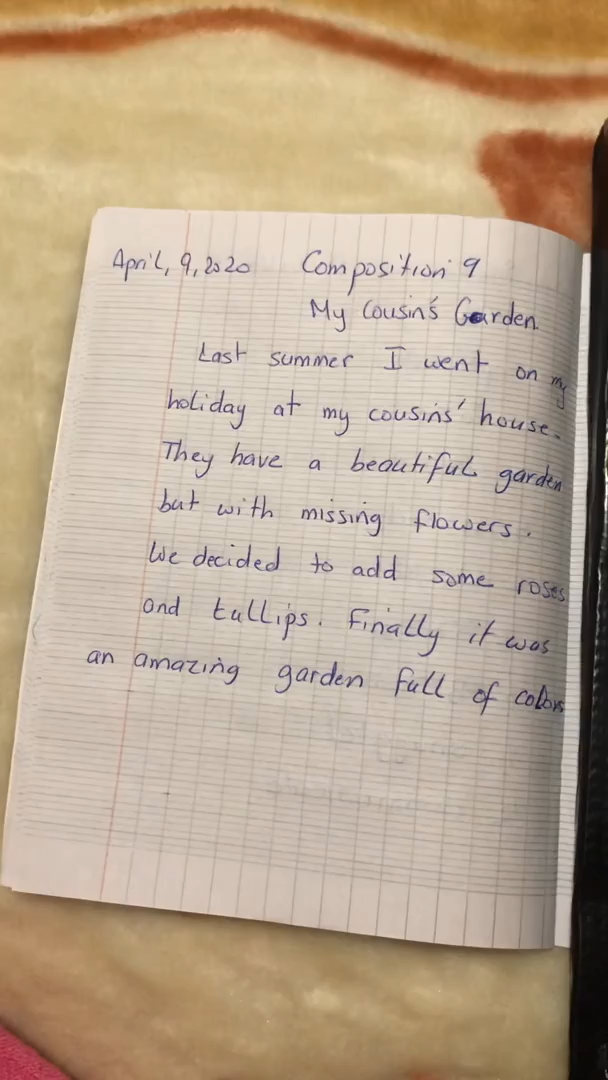 April, 9, 2020 Composition 9
My Cousin's Garden
Last summer I went on my
holiday at my cousins' house.
They have a beautiful garden
but with missing flowers.
We decided to add some roses
and tullips. Finally it was
an amazing garden full of colors